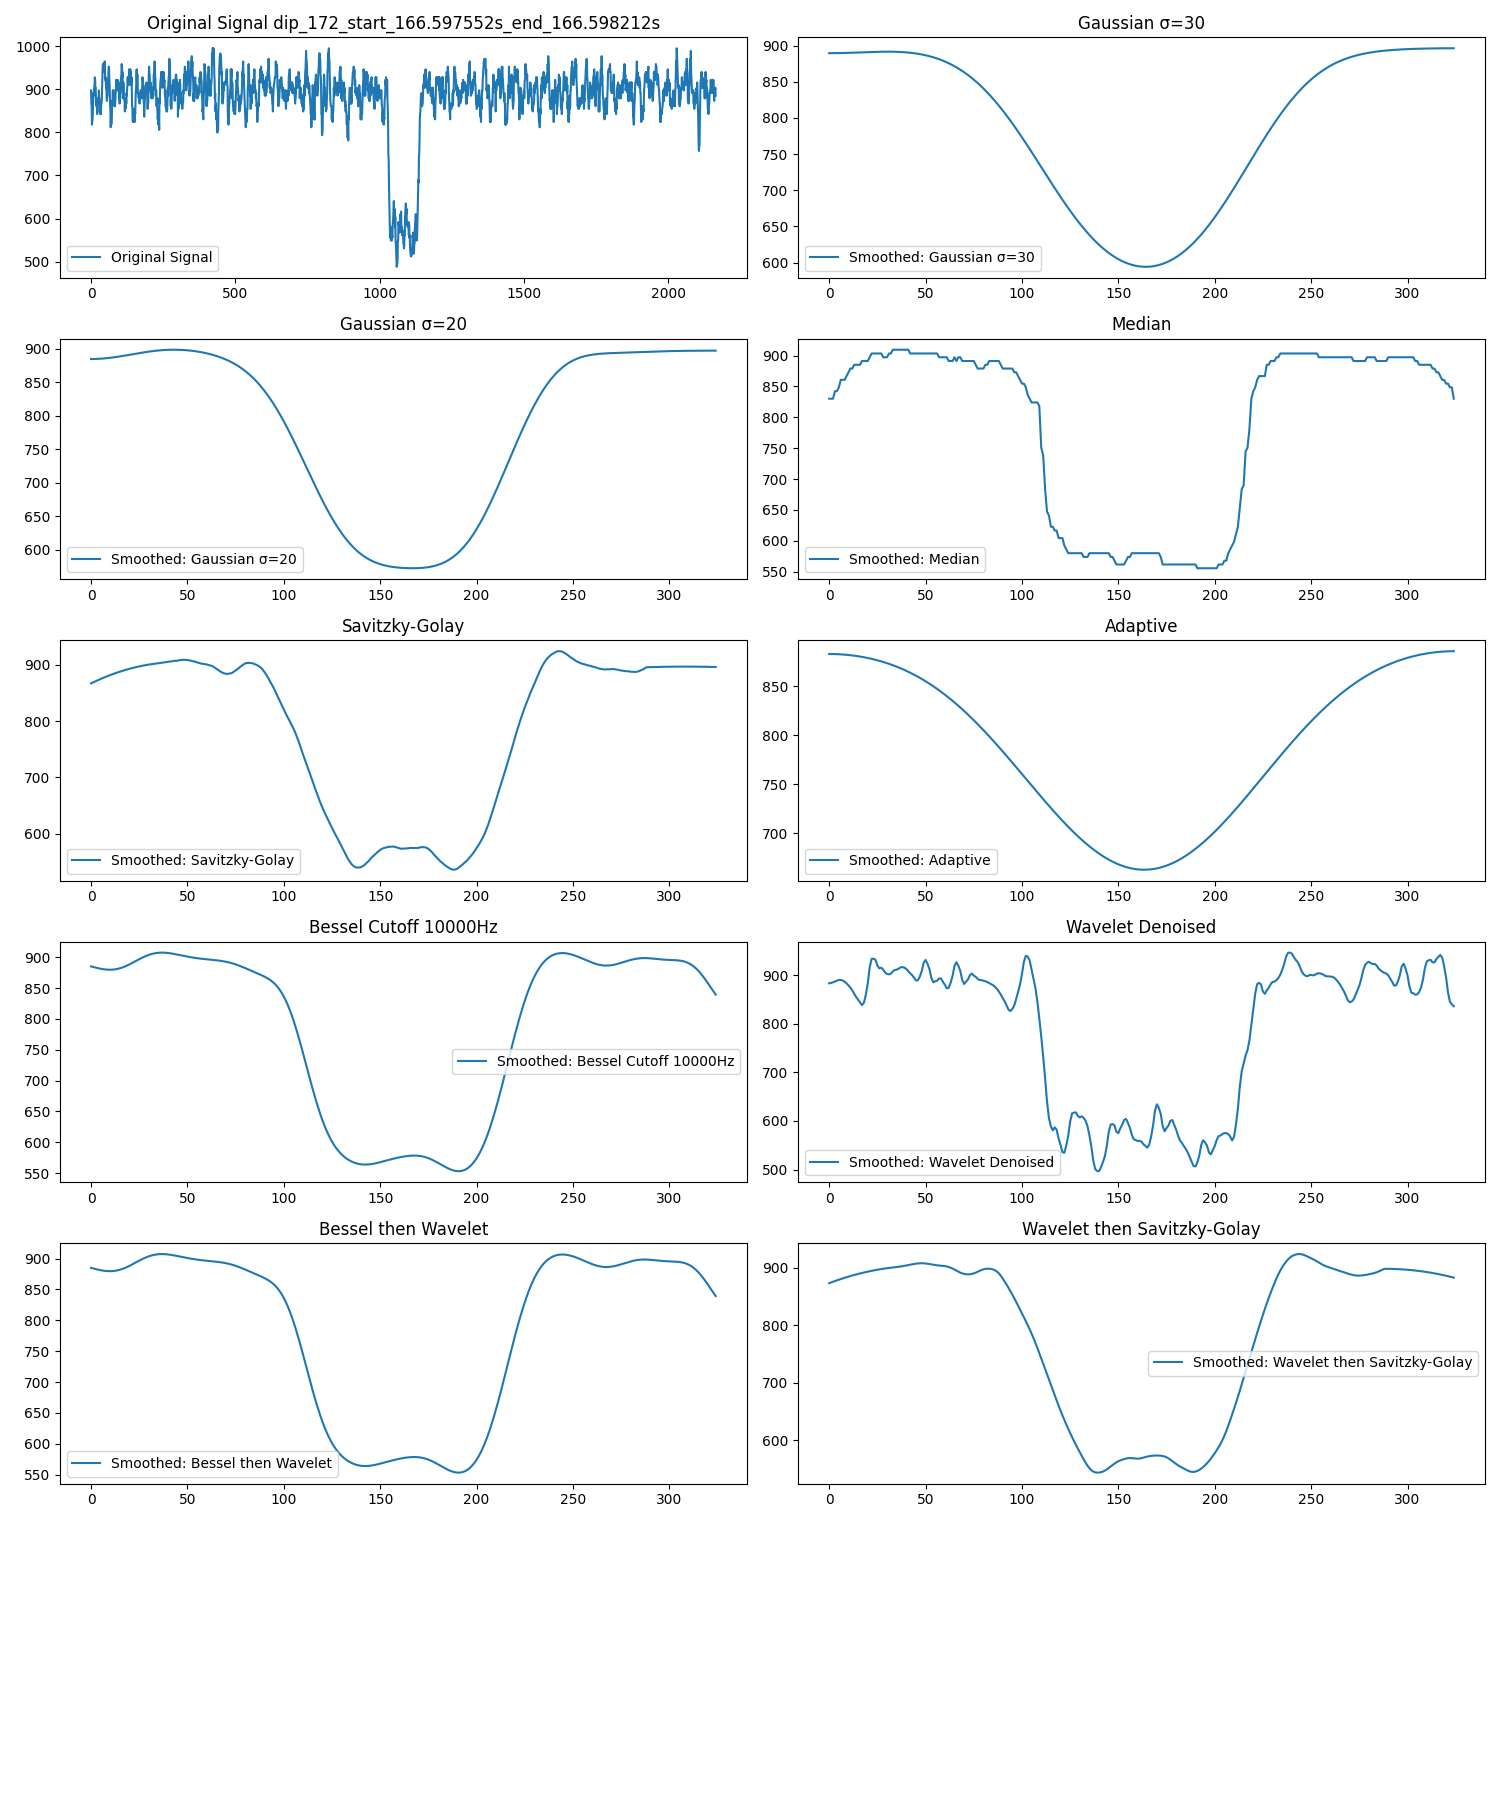 Original Signal dip_172_start_166.597552s_end_166.598212s
1000
900
800
700
600
500
Original Signal
0 500 1000 1500 2000
Gaussian σ=30
900
850
800
750
700
650
600
Smoothed: Gaussian σ=30
0 50 100 150 200 250 300
Gaussian σ=20
900
850
800
750
700
650
600
Smoothed: Gaussian σ=20
0 50 100 150 200 250 300
Median
900
850
800
750
700
650
600
550
Smoothed: Median
0 50 100 150 200 250 300
Savitzky-Golay
900
800
700
600
Smoothed: Savitzky-Golay
0 50 100 150 200 250 300
Adaptive
850
800
750
700
Smoothed: Adaptive
0 50 100 150 200 250 300
Bessel Cutoff 10000Hz
900
850
800
750
700
650
600
550
Smoothed: Bessel Cutoff 10000Hz
0 50 100 150 200 250 300
Wavelet Denoised
900
800
700
600
500
Smoothed: Wavelet Denoised
0 50 100 150 200 250 300
Bessel then Wavelet
900
850
800
750
700
650
600
550
Smoothed: Bessel then Wavelet
0 50 100 150 200 250 300
Wavelet then Savitzky-Golay
900
800
700
600
Smoothed: Wavelet then Savitzky-Golay
0 50 100 150 200 250 300